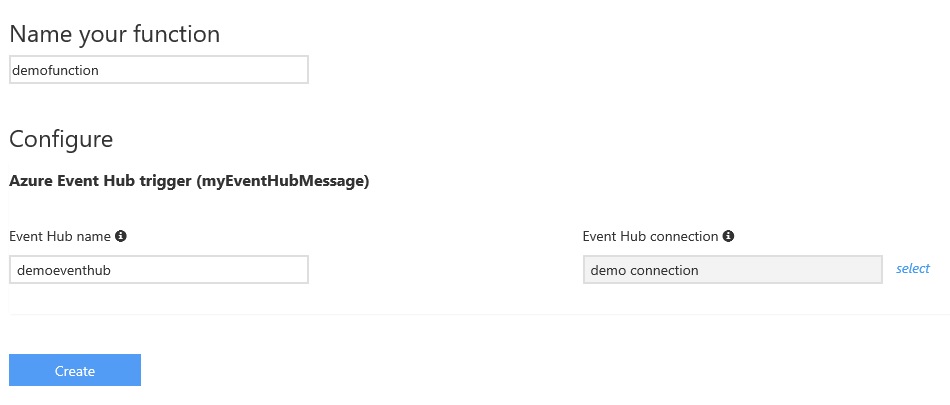 Name your function
demofunction
Configure
Azure Event Hub trigger (myEventHubMessage)
Event Hub name
Event Hub connection
demoeventhub
demo connection
select
Create